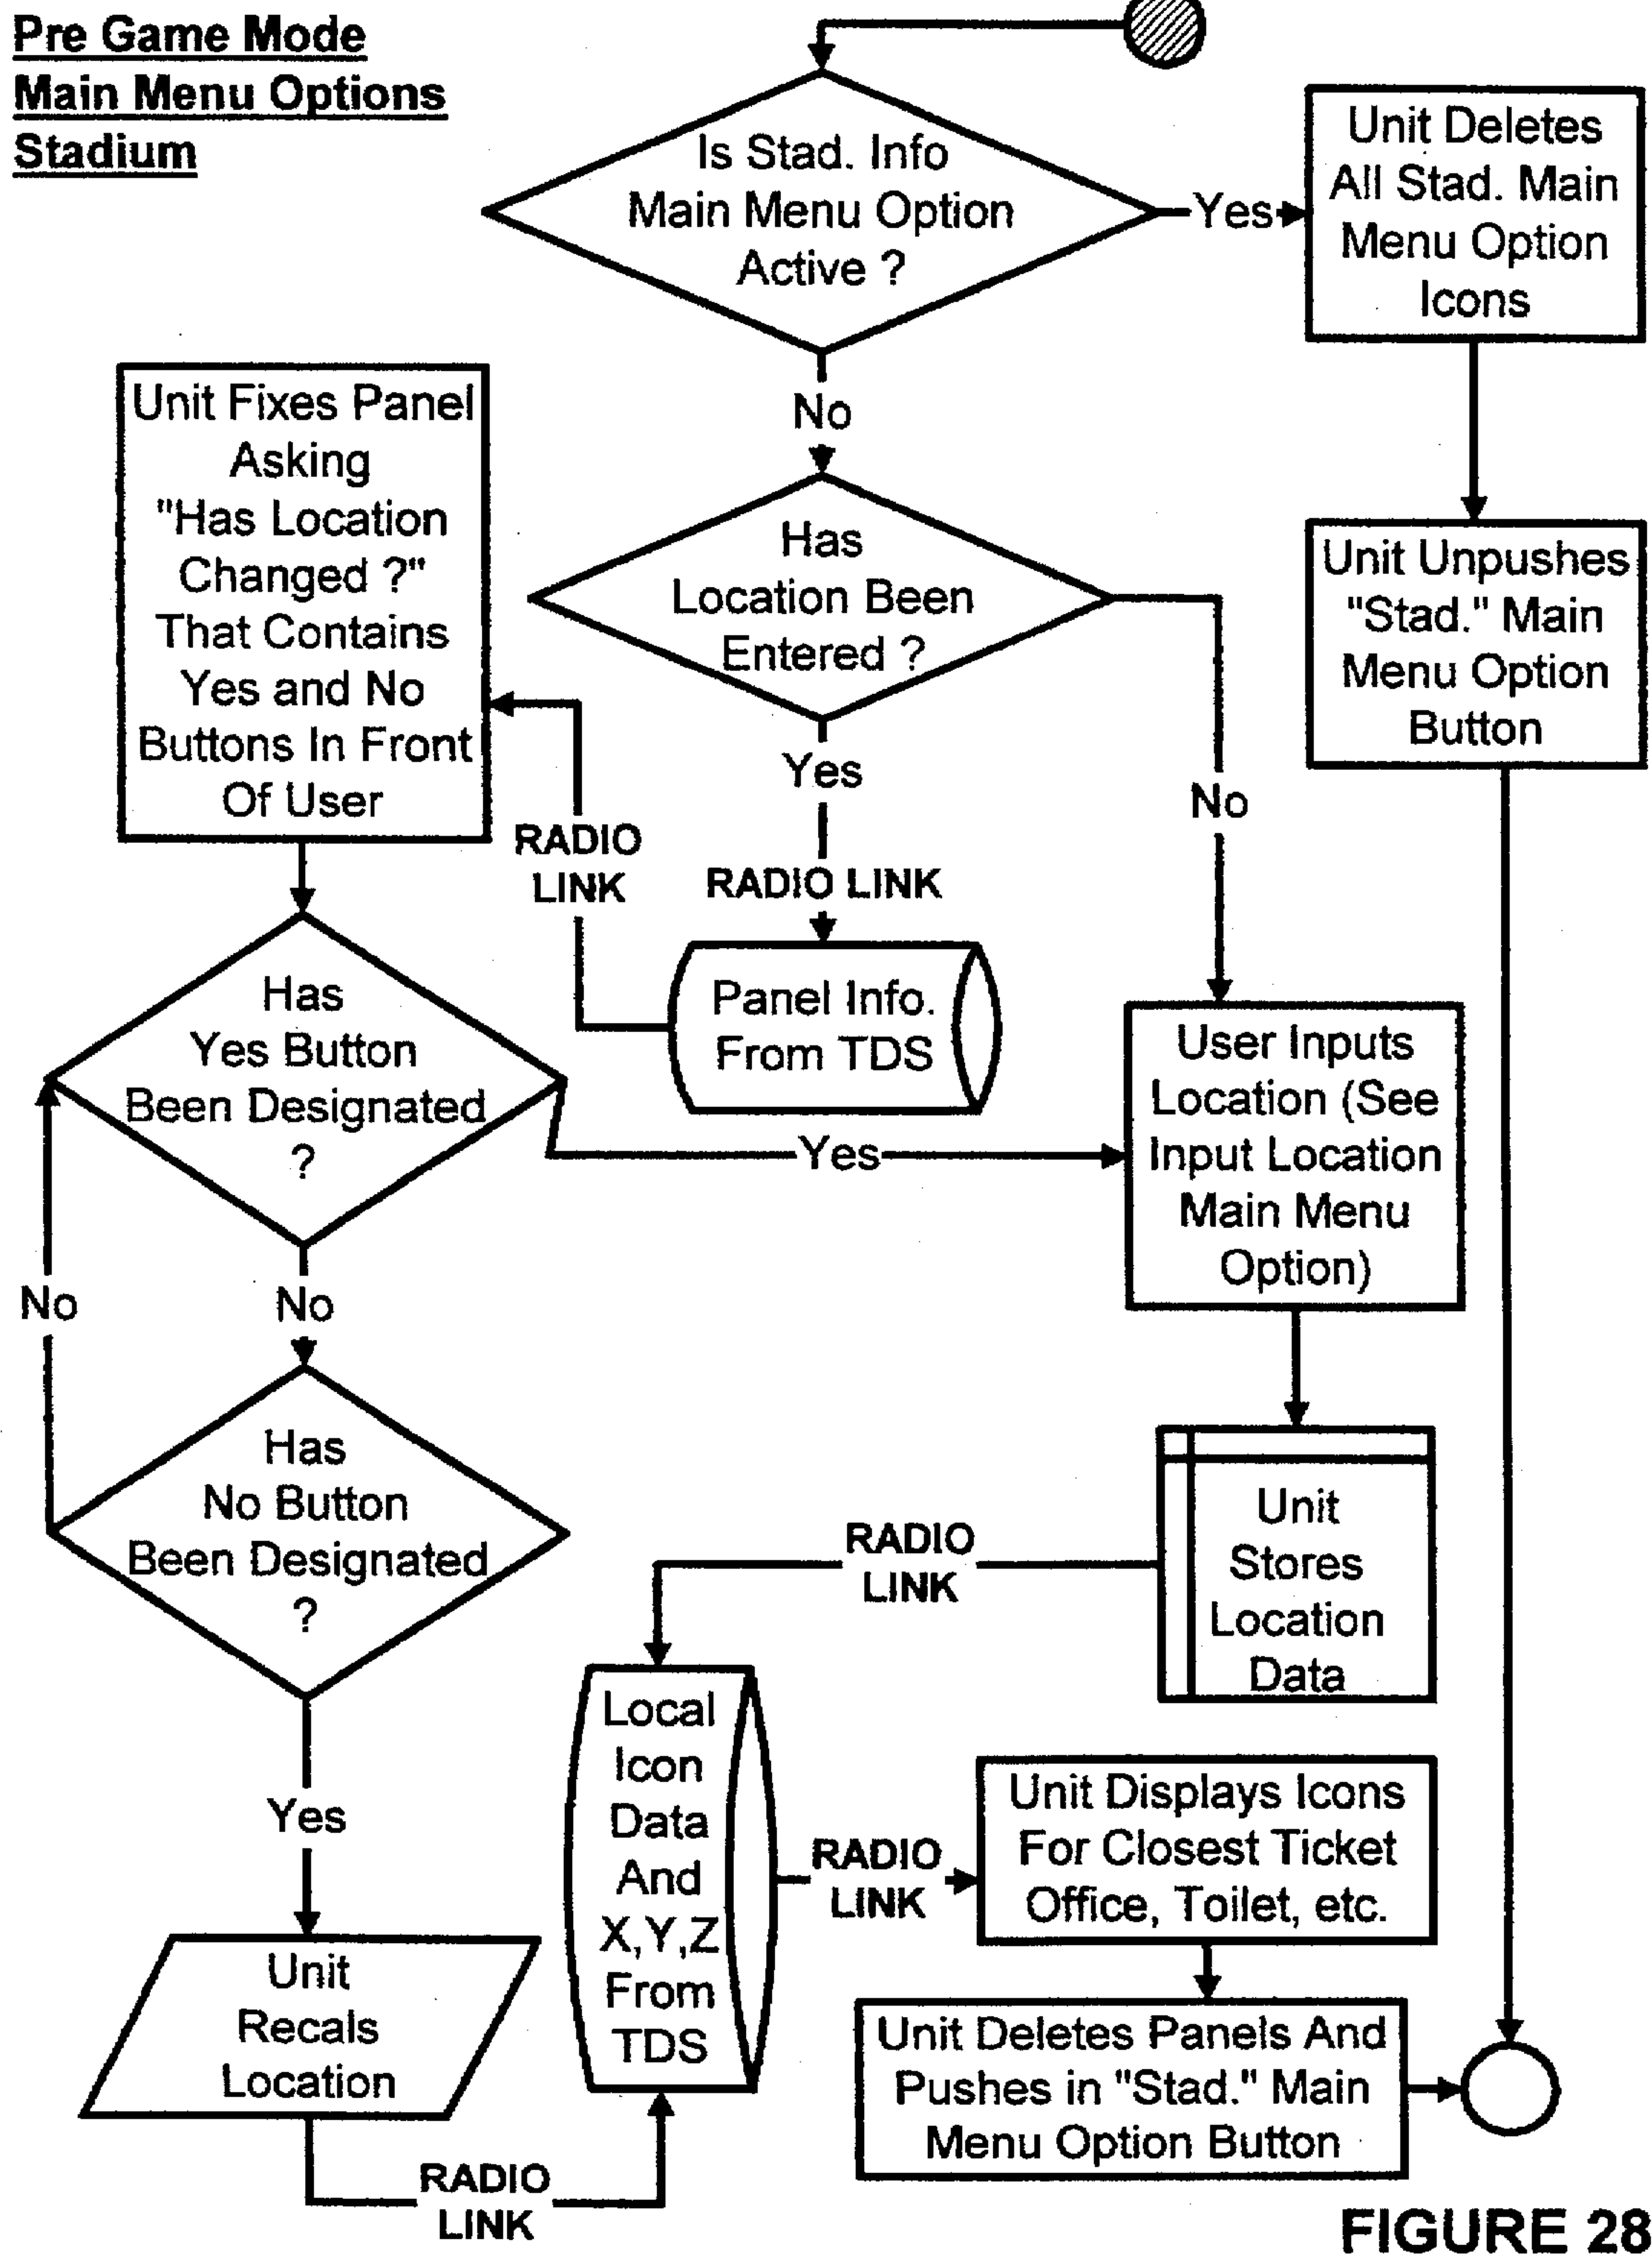 Pre Game Mode
Main Menu Options
Stadium
Is Stad. Info
Main Menu Option
Active ?
Yes
Unit Deletes
All Stad. Main
Menu Option
Icons
No
Unit Unpushes
"Stad." Main
Menu Option
Button
Has
Location Been
Entered ?
Yes
No
RADIO LINK
Panel Info.
From TDS
RADIO
LINK
Unit Fixes Panel
Asking
"Has Location
Changed ?"
That Contains
Yes and No
Buttons In Front
Of User
Has
Yes Button
Been Designated
?
Yes
No
No
User Inputs
Location (See
Input Location
Main Menu
Option)
Has
No Button
Been Designated
?
Yes
Unit
Stores
Location
Data
RADIO
LINK
Local
Icon
Data
And
X,Y,Z
From
TDS
Unit
Recals
Location
RADIO
LINK
RADIO
LINK
Unit Displays Icons
For Closest Ticket
Office, Toilet, etc.
Unit Deletes Panels And
Pushes in "Stad." Main
Menu Option Button
FIGURE 28